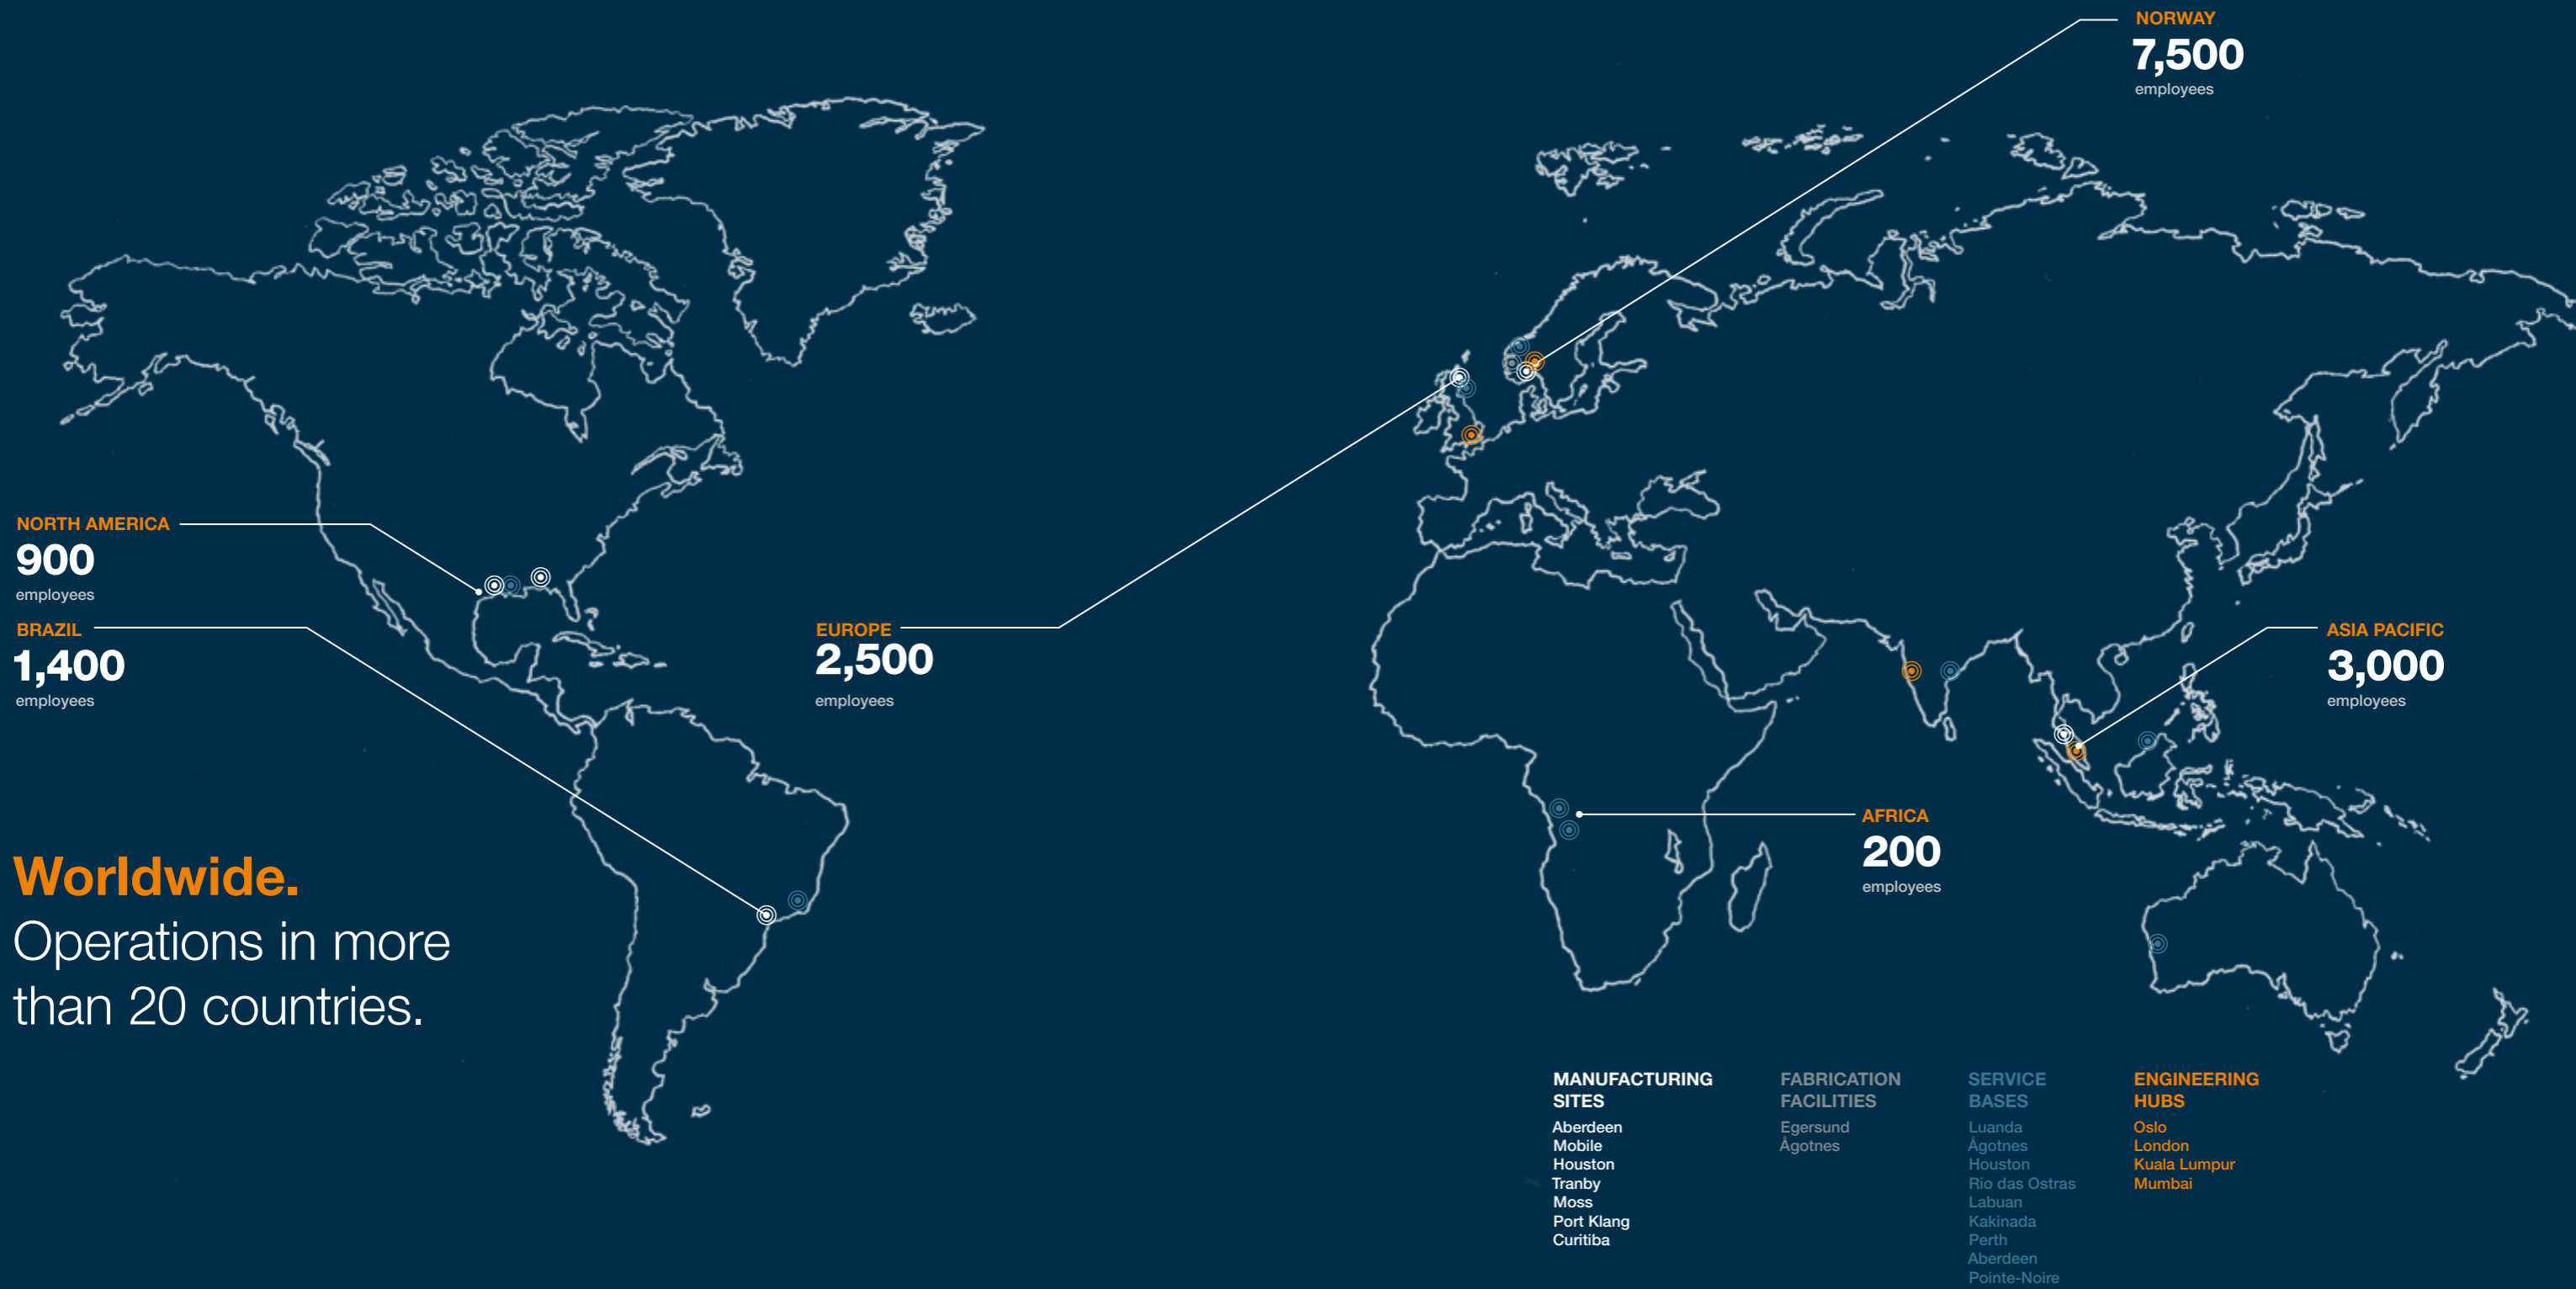 NORWAY
7,500
employees
NORTH AMERICA
900
employees
BRAZIL
1,400
employees
EUROPE
2,500
employees
ASIA PACIFIC
3,000
employees
AFRICA
200
employees
Worldwide.
Operations in more
than 20 countries.
MANUFACTURING
SITES
Aberdeen
Mobile
Houston
Tranby
Moss
Port Klang
Curitiba
FABRICATION
FACILITIES
Egersund
Ågotnes
SERVICE
BASES
Luanda
Ågotnes
Houston
Rio das Ostras
Labuan
Kakinada
Perth
Aberdeen
Pointe-Noire
ENGINEERING
HUBS
Oslo
London
Kuala Lumpur
Mumbai